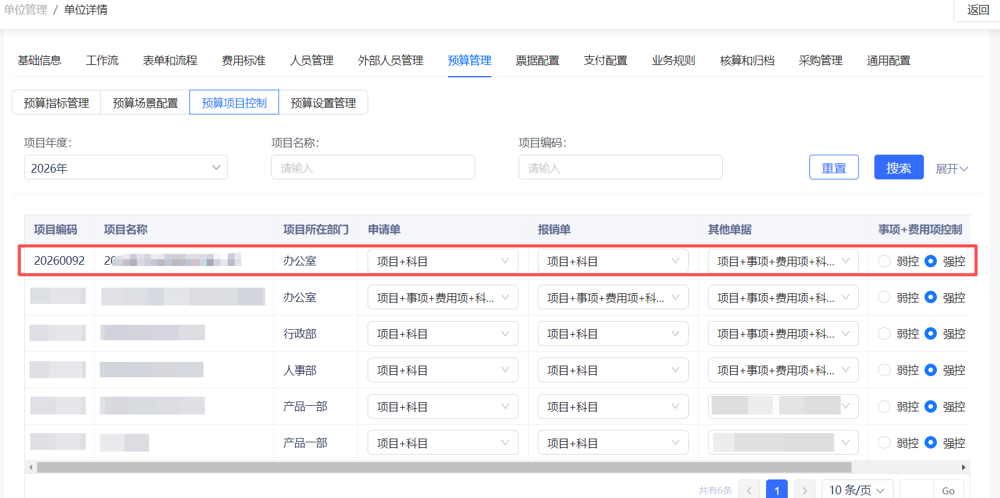 单位管理 / 单位详情
返回
基础信息 工作流 表单和流程 费用标准 人员管理 外部人员管理 预算管理 票据配置 支付配置 业务规则 核算和归档 采购管理 通用配置
预算指标管理 预算场景配置 预算项目控制 预算设置管理
项目年度: 项目名称: 项目编码:
2026年 请输入 请输入 重置 搜索 展开
项目编码 项目名称 项目所在部门 申请单 报销单 其他单据 事项+费用项控制
20260092 20 办公室 项目+科目 项目+科目 项目+事项+费用项+科... 弱控 强控
办公室 项目+事项+费用项+科... 项目+事项+费用项+科... 项目+事项+费用项+科... 弱控 强控
行政部 项目+科目 项目+科目 项目+事项+费用项+科... 弱控 强控
人事部 项目+科目 项目+科目 项目+事项+费用项+科... 弱控 强控
产品一部 项目+科目 项目+科目 弱控 强控
产品一部 项目+科目 项目+科目 弱控 强控
共有6条 1 10 条/页 Go